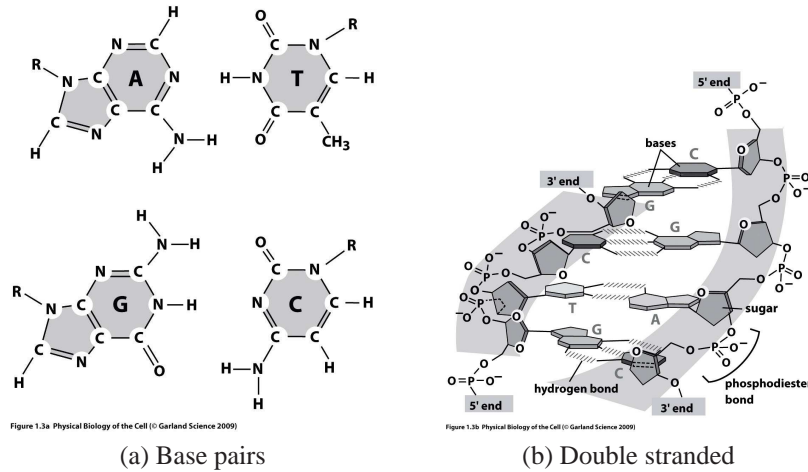 H
N C
R N C A N
C C
C N N H
H H
O R
C N
H N T C H
C C
O CH3
H
N H
N C
R N C G N H
C C
C N O
H
O R
C N
N C C H
C C
H N H
H
Figure 1.3a Physical Biology of the Cell (© Garland Science 2009)
(a) Base pairs
5' end
O P O−
O
bases
C
O
3' end
O
G
O
O P O−
O
G
C
O P O−
O
T
A
sugar
G
C
O P O−
O
hydrogen bond
phosphodiester
bond
O P O−
O
5' end
3' end
Figure 1.3b Physical Biology of the Cell (© Garland Science 2009)
(b) Double stranded